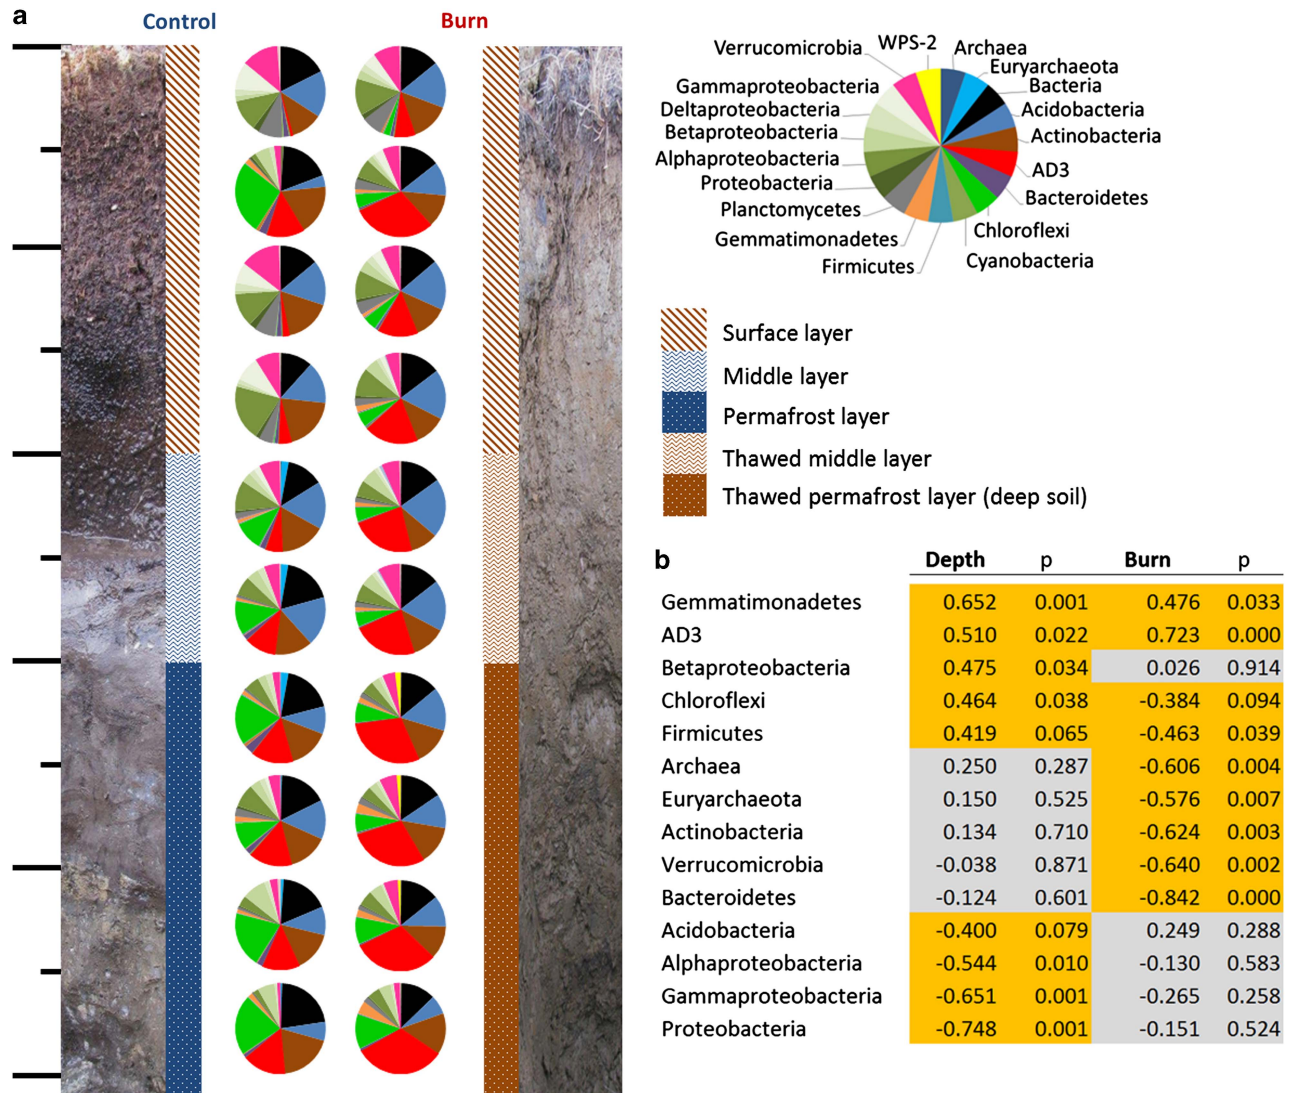 a
Control
Burn
WPS-2
Verrucomicrobia
Archaea
Euryarchaeota
Gammaproteobacteria
Bacteria
Deltaproteobacteria
Acidobacteria
Betaproteobacteria
Actinobacteria
Alphaproteobacteria
AD3
Proteobacteria
Bacteroidetes
Planctomycetes
Chloroflexi
Gemmatimonadetes
Cyanobacteria
Firmicutes
Surface layer
Middle layer
Permafrost layer
Thawed middle layer
Thawed permafrost layer (deep soil)
b
Depth p Burn p
Gemmatimonadetes 0.652 0.001 0.476 0.033
AD3 0.510 0.022 0.723 0.000
Betaproteobacteria 0.475 0.034 0.026 0.914
Chloroflexi 0.464 0.038 -0.384 0.094
Firmicutes 0.419 0.065 -0.463 0.039
Archaea 0.250 0.287 -0.606 0.004
Euryarchaeota 0.150 0.525 -0.576 0.007
Actinobacteria 0.134 0.710 -0.624 0.003
Verrucomicrobia -0.038 0.871 -0.640 0.002
Bacteroidetes -0.124 0.601 -0.842 0.000
Acidobacteria -0.400 0.079 0.249 0.288
Alphaproteobacteria -0.544 0.010 -0.130 0.583
Gammaproteobacteria -0.651 0.001 -0.265 0.258
Proteobacteria -0.748 0.001 -0.151 0.524